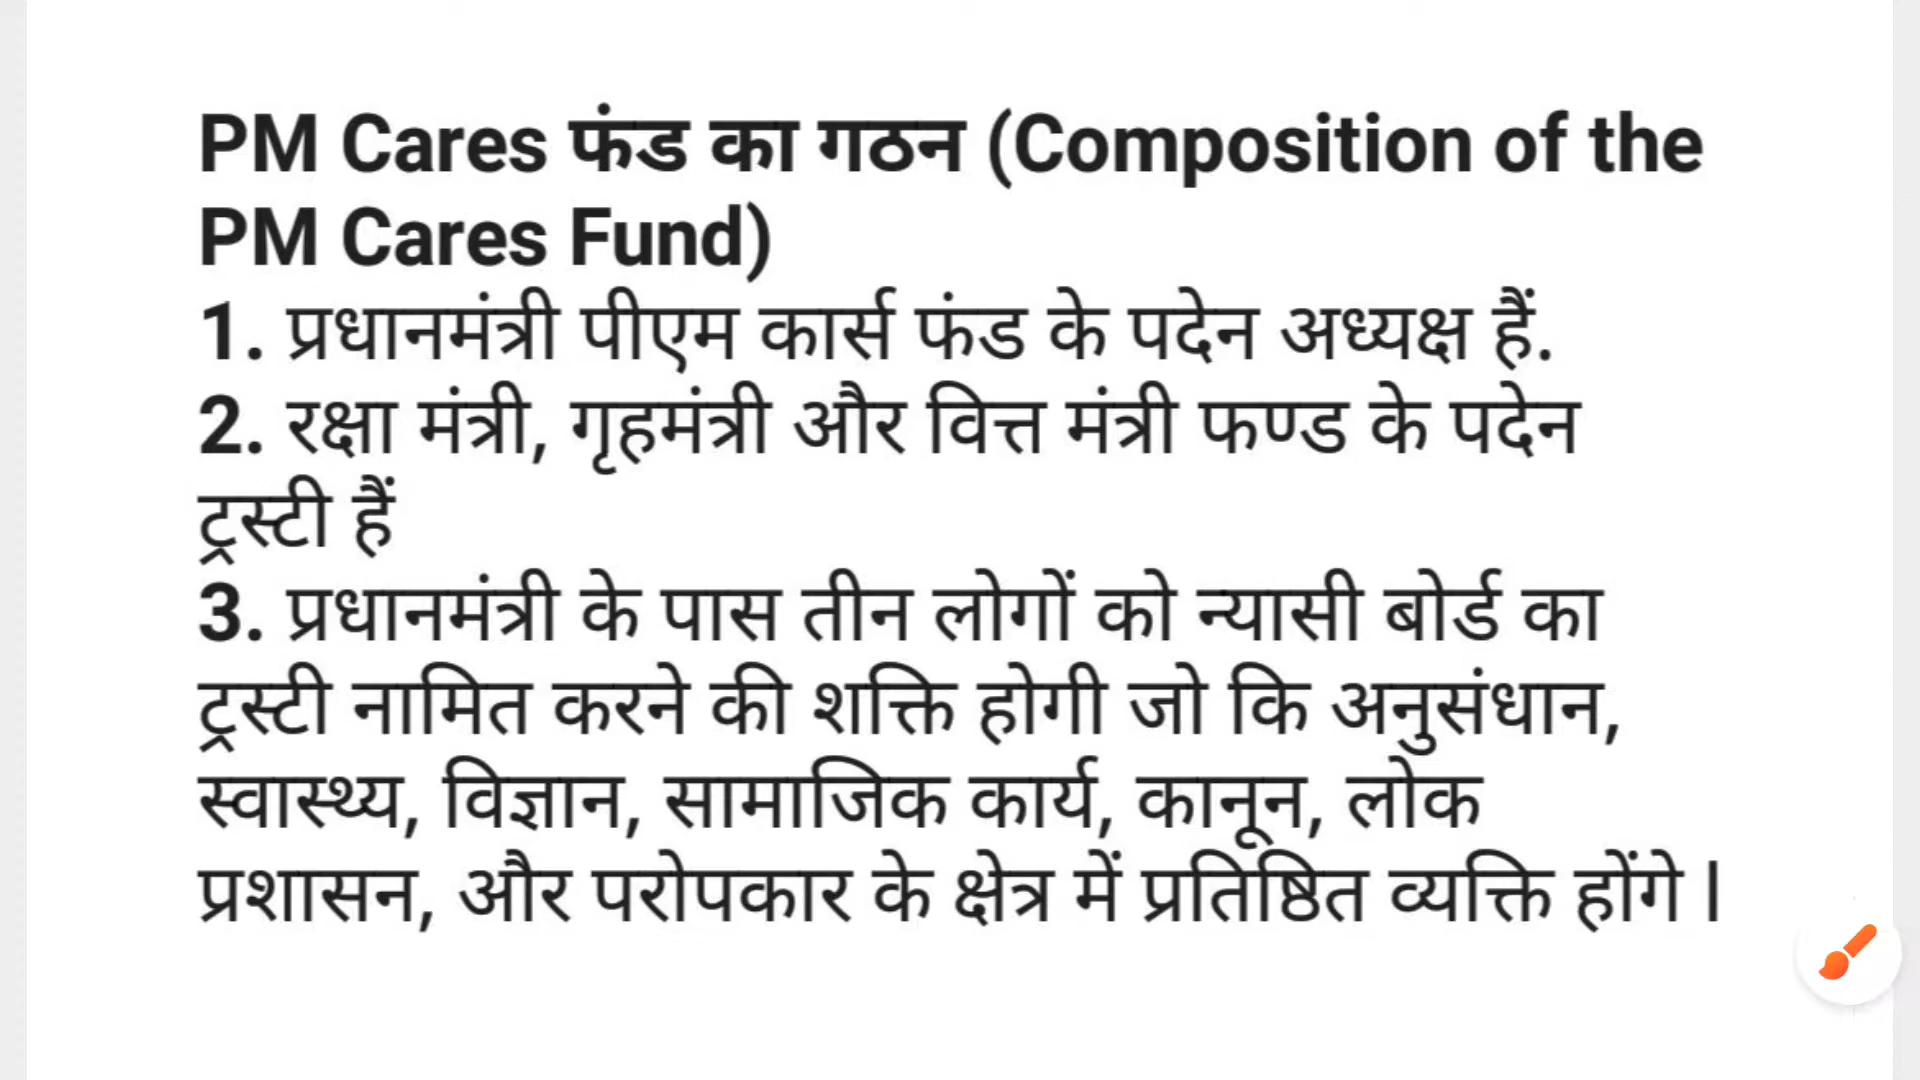 PM Cares फंड का गठन (Composition of the
PM Cares Fund)
1. प्रधानमंत्री पीएम कार्स फंड के पदेन अध्यक्ष हैं.
2. रक्षा मंत्री, गृहमंत्री और वित्त मंत्री फण्ड के पदेन
ट्रस्टी हैं
3. प्रधानमंत्री के पास तीन लोगों को न्यासी बोर्ड का
ट्रस्टी नामित करने की शक्ति होगी जो कि अनुसंधान,
स्वास्थ्य, विज्ञान, सामाजिक कार्य, कानून, लोक
प्रशासन, और परोपकार के क्षेत्र में प्रतिष्ठित व्यक्ति होंगे l